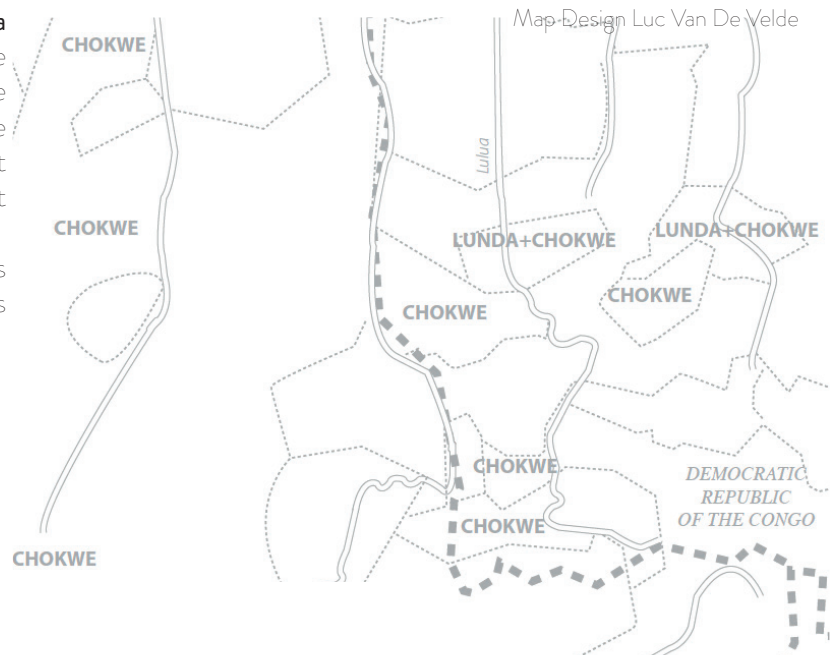 Map Design Luc Van De Velde
a
e
e
e
t
t
s
s
CHOKWE
Lulua
CHOKWE
LUNDA+CHOKWE
LUNDA+CHOKWE
CHOKWE
CHOKWE
CHOKWE
DEMOCRATIC
REPUBLIC
OF THE CONGO
CHOKWE
CHOKWE